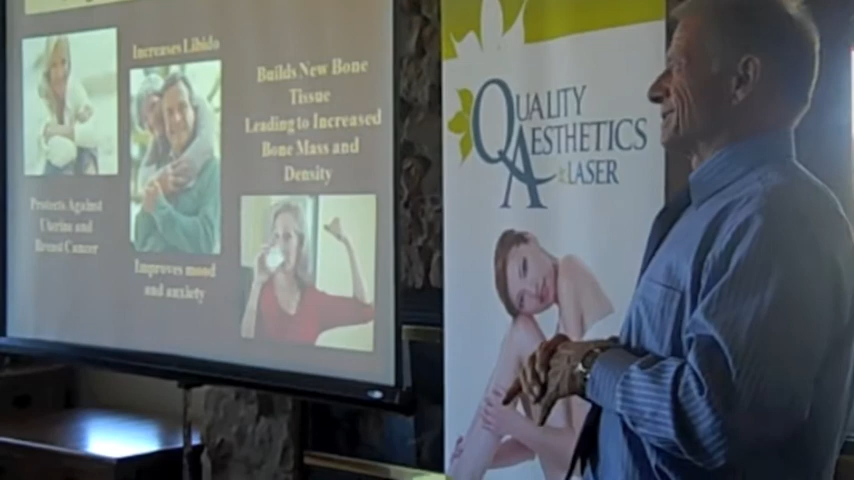 Increases Libido
Builds New Bone
Tissue
Leading to Increased
Bone Mass and
Density
Protects Against
Uterine and
Breast Cancer
Improves mood
and anxiety
QUALITY
AESTHETICS
& LASER